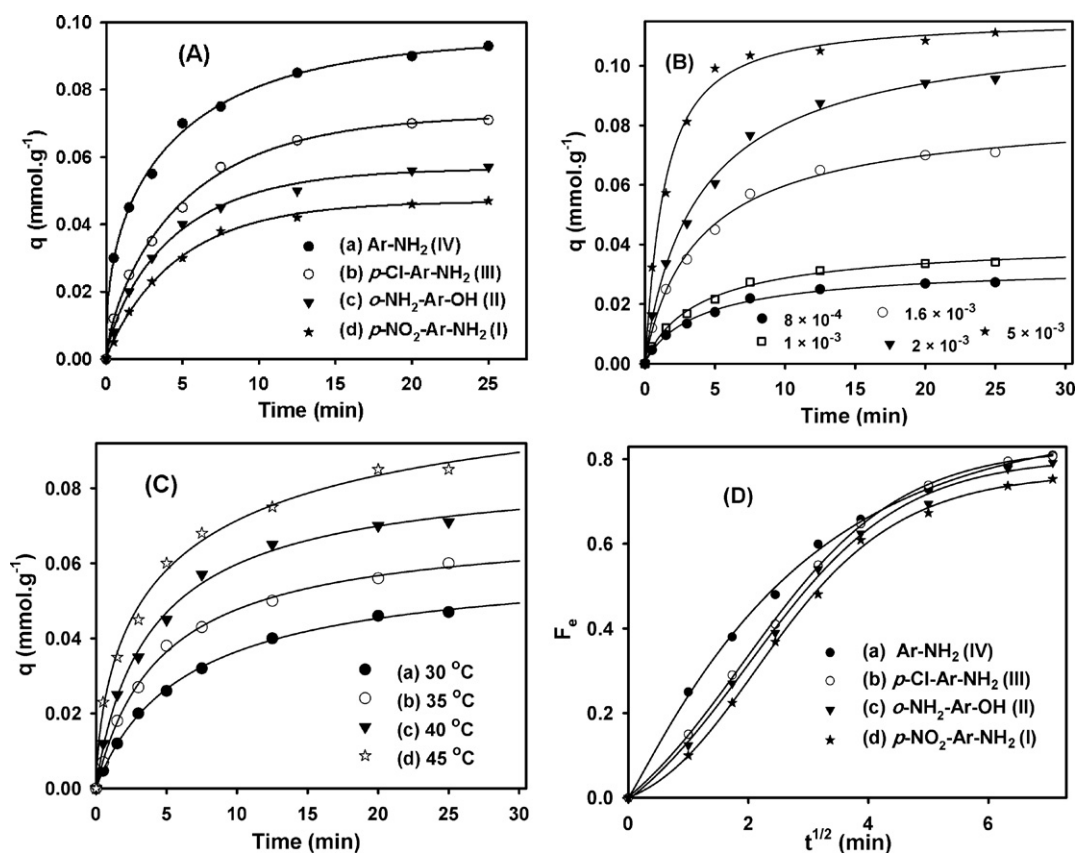 (A)
q (mmol.g⁻¹)
0.10
0.08
0.06
0.04
0.02
0.00
(a) Ar-NH₂ (IV)
(b) p-Cl-Ar-NH₂ (III)
(c) o-NH₂-Ar-OH (II)
(d) p-NO₂-Ar-NH₂ (I)
0 5 10 15 20 25
Time (min)
(B)
q (mmol.g⁻¹)
0.10
0.08
0.06
0.04
0.02
0.00
8 × 10⁻⁴
1 × 10⁻³
1.6 × 10⁻³
2 × 10⁻³
5 × 10⁻³
0 5 10 15 20 25 30
Time (min)
(C)
q (mmol.g⁻¹)
0.08
0.06
0.04
0.02
0.00
(a) 30 °C
(b) 35 °C
(c) 40 °C
(d) 45 °C
0 5 10 15 20 25 30
Time (min)
(D)
Fₑ
0.8
0.6
0.4
0.2
0.0
(a) Ar-NH₂ (IV)
(b) p-Cl-Ar-NH₂ (III)
(c) o-NH₂-Ar-OH (II)
(d) p-NO₂-Ar-NH₂ (I)
0 2 4 6
t¹/² (min)